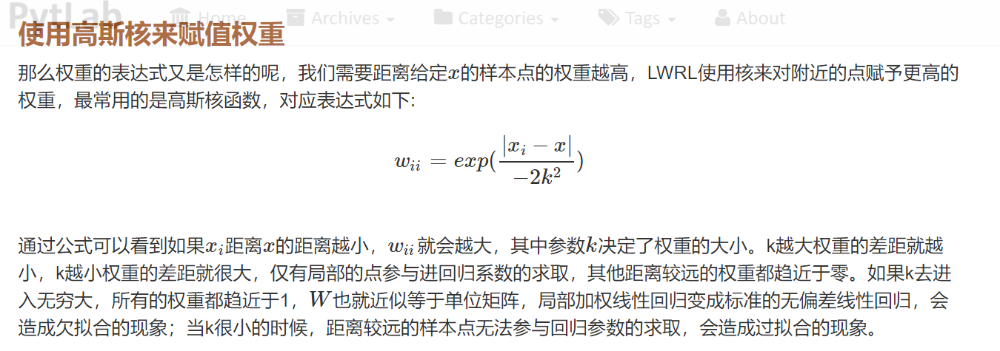 PytLab Home Archives Categories Tags About
使用高斯核来赋值权重
那么权重的表达式又是怎样的呢，我们需要距离给定x的样本点的权重越高，LWRL使用核来对附近的点赋予更高的
权重，最常用的是高斯核函数，对应表达式如下:
w_{ii} = exp(\frac{|x_i - x|}{-2k^2})
通过公式可以看到如果x_i距离x的距离越小，w_{ii}就会越大，其中参数k决定了权重的大小。k越大权重的差距就越
小，k越小权重的差距就很大，仅有局部的点参与进回归系数的求取，其他距离较远的权重都趋近于零。如果k去进
入无穷大，所有的权重都趋近于1，W也就近似等于单位矩阵，局部加权线性回归变成标准的无偏差线性回归，会
造成欠拟合的现象；当k很小的时候，距离较远的样本点无法参与回归参数的求取，会造成过拟合的现象。